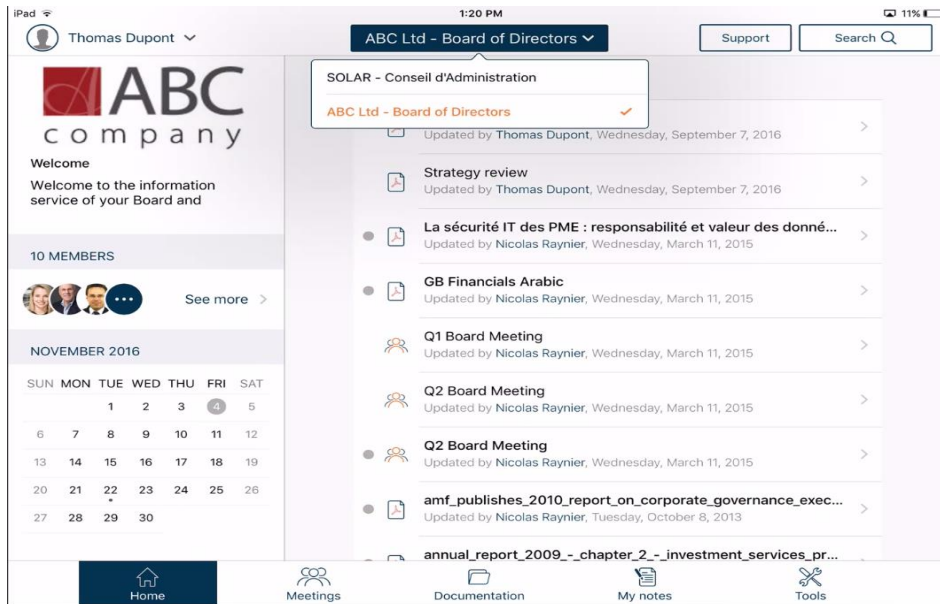 iPad
1:20 PM
11%
Thomas Dupont
ABC Ltd - Board of Directors
Support
Search
SOLAR - Conseil d'Administration
ABC Ltd - Board of Directors
ABC
company
Welcome
Welcome to the information
service of your Board and
10 MEMBERS
See more
NOVEMBER 2016
SUN MON TUE WED THU FRI SAT
1 2 3 4 5
6 7 8 9 10 11 12
13 14 15 16 17 18 19
20 21 22 23 24 25 26
27 28 29 30
Updated by Thomas Dupont, Wednesday, September 7, 2016
Strategy review
Updated by Thomas Dupont, Wednesday, September 7, 2016
La sécurité IT des PME : responsabilité et valeur des donné...
Updated by Nicolas Raynier, Wednesday, March 11, 2015
GB Financials Arabic
Updated by Nicolas Raynier, Wednesday, March 11, 2015
Q1 Board Meeting
Updated by Nicolas Raynier, Wednesday, March 11, 2015
Q2 Board Meeting
Updated by Nicolas Raynier, Wednesday, March 11, 2015
Q2 Board Meeting
Updated by Nicolas Raynier, Wednesday, March 11, 2015
amf_publishes_2010_report_on_corporate_governance_exec...
Updated by Nicolas Raynier, Tuesday, October 8, 2013
annual_report_2009_-_chapter_2_-_investment_services_pr...
Home
Meetings
Documentation
My notes
Tools